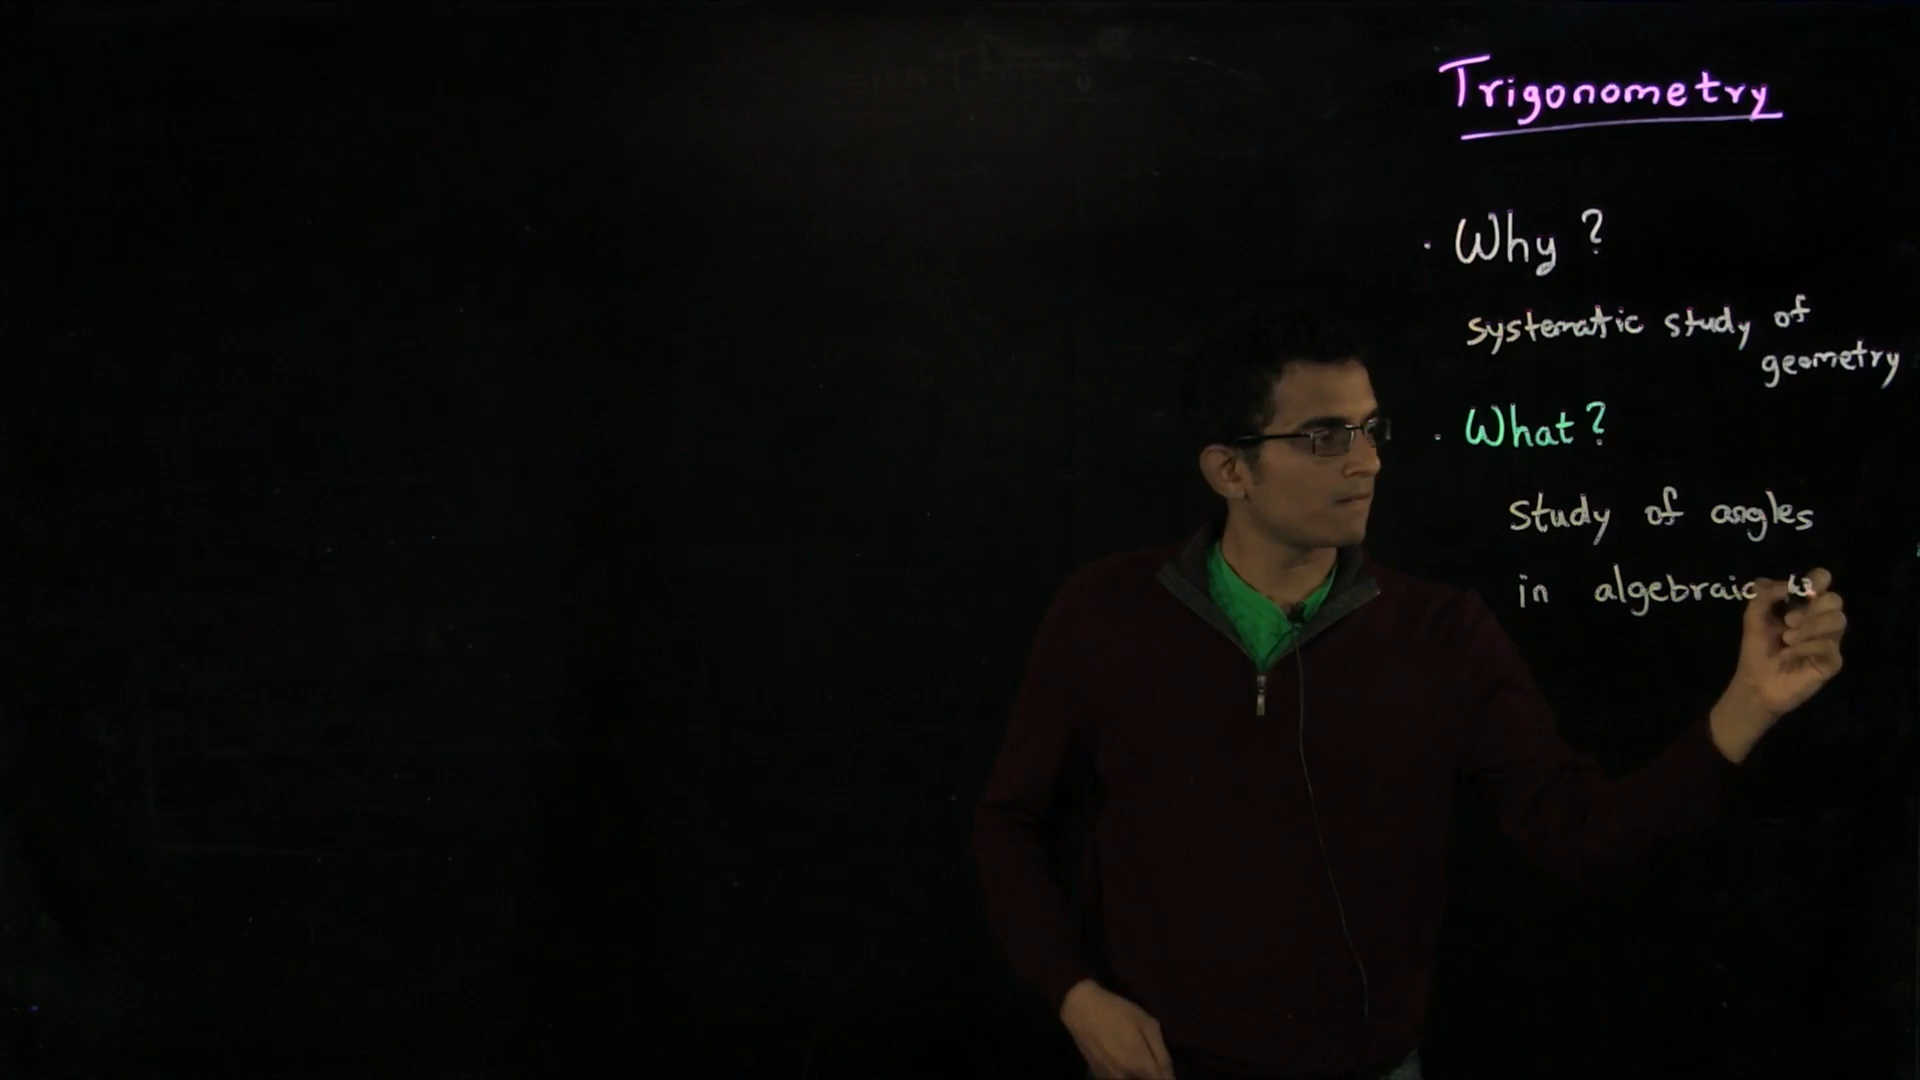 Trigonometry
· Why?
systematic study of
geometry
· What?
Study of angles
in algebraic